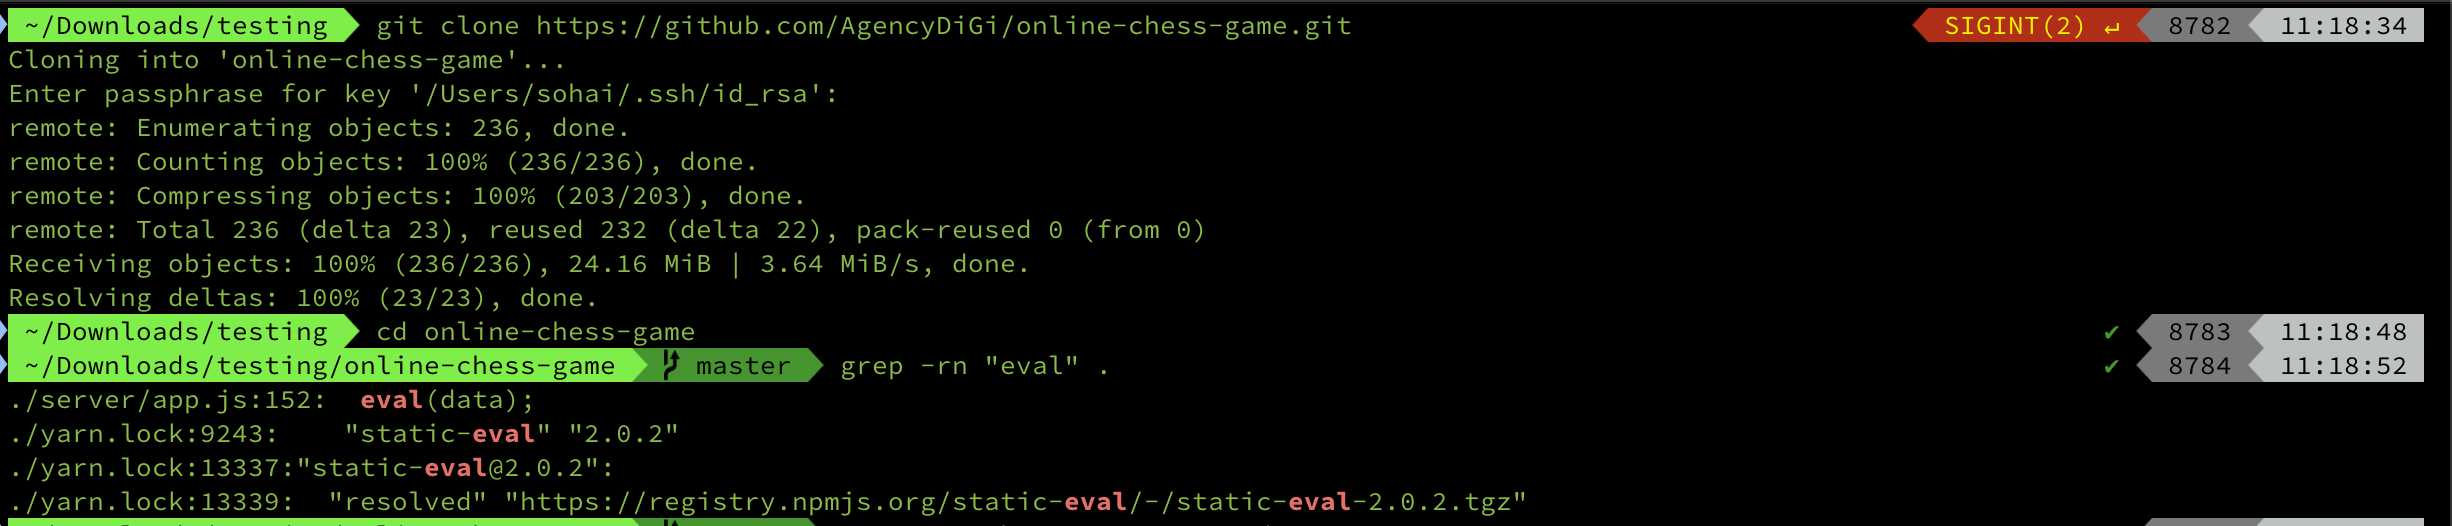 ~/Downloads/testing git clone https://github.com/AgencyDiGi/online-chess-game.git SIGINT(2) ↵ 8782 11:18:34
Cloning into 'online-chess-game'...
Enter passphrase for key '/Users/sohai/.ssh/id_rsa':
remote: Enumerating objects: 236, done.
remote: Counting objects: 100% (236/236), done.
remote: Compressing objects: 100% (203/203), done.
remote: Total 236 (delta 23), reused 232 (delta 22), pack-reused 0 (from 0)
Receiving objects: 100% (236/236), 24.16 MiB | 3.64 MiB/s, done.
Resolving deltas: 100% (23/23), done.
~/Downloads/testing cd online-chess-game ✔ 8783 11:18:48
~/Downloads/testing/online-chess-game master grep -rn "eval" . ✔ 8784 11:18:52
./server/app.js:152:  eval(data);
./yarn.lock:9243:    "static-eval" "2.0.2"
./yarn.lock:13337:"static-eval@2.0.2":
./yarn.lock:13339:  "resolved" "https://registry.npmjs.org/static-eval/-/static-eval-2.0.2.tgz"